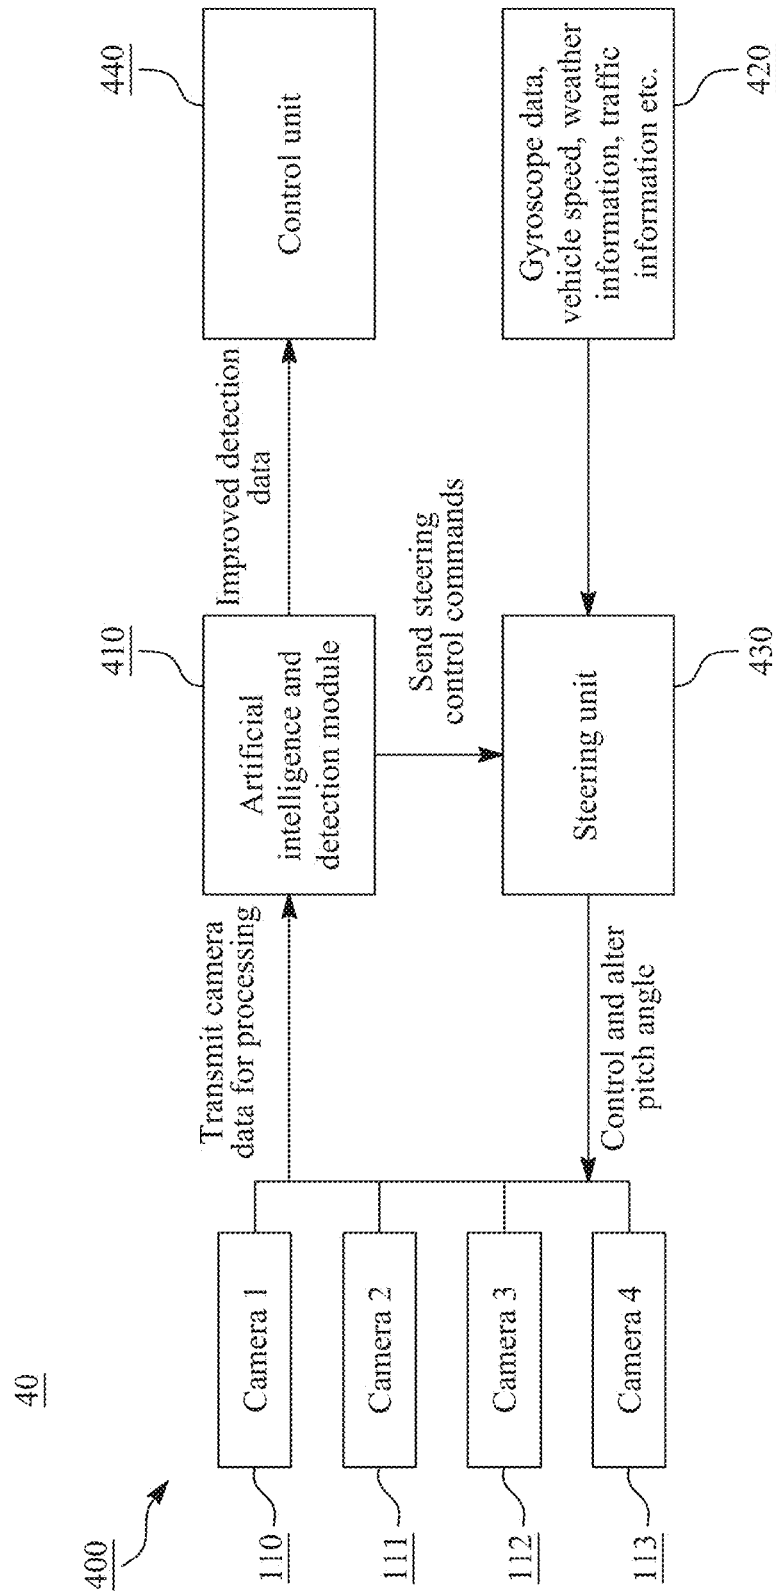 40
400
110
Camera 1
111
Camera 2
112
Camera 3
113
Camera 4
Transmit camera
data for processing
410
Artificial
intelligence and
detection module
Improved detection
data
440
Control unit
Send steering
control commands
Control and alter
pitch angle
Steering unit
430
Gyroscope data,
vehicle speed, weather
information, traffic
information etc.
420